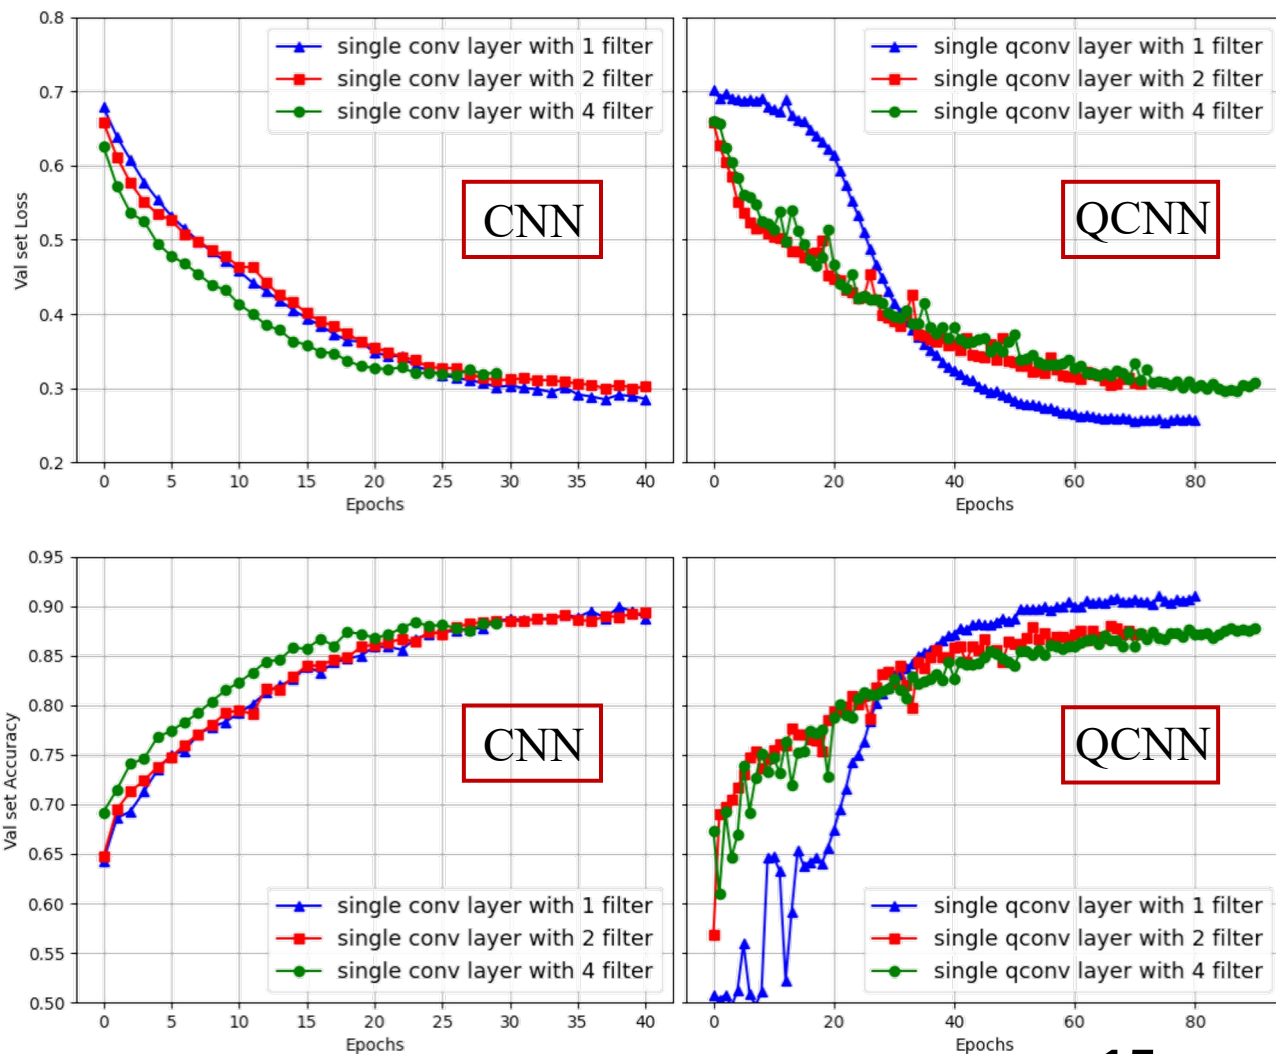 0.8
0.7
0.6
0.5
0.4
0.3
0.2
Val set Loss
single conv layer with 1 filter
single conv layer with 2 filter
single conv layer with 4 filter
CNN
0 5 10 15 20 25 30 35 40
Epochs
single qconv layer with 1 filter
single qconv layer with 2 filter
single qconv layer with 4 filter
QCNN
0 20 40 60 80
Epochs
0.95
0.90
0.85
0.80
0.75
0.70
0.65
0.60
0.55
0.50
Val set Accuracy
CNN
single conv layer with 1 filter
single conv layer with 2 filter
single conv layer with 4 filter
0 5 10 15 20 25 30 35 40
Epochs
QCNN
single qconv layer with 1 filter
single qconv layer with 2 filter
single qconv layer with 4 filter
0 20 40 60 80
Epochs